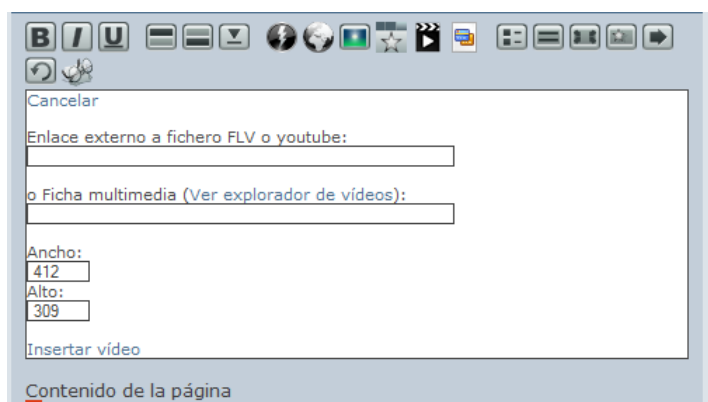 B I U
Cancelar
Enlace externo a fichero FLV o youtube:
o Ficha multimedia (Ver explorador de vídeos):
Ancho:
412
Alto:
309
Insertar vídeo
Contenido de la página